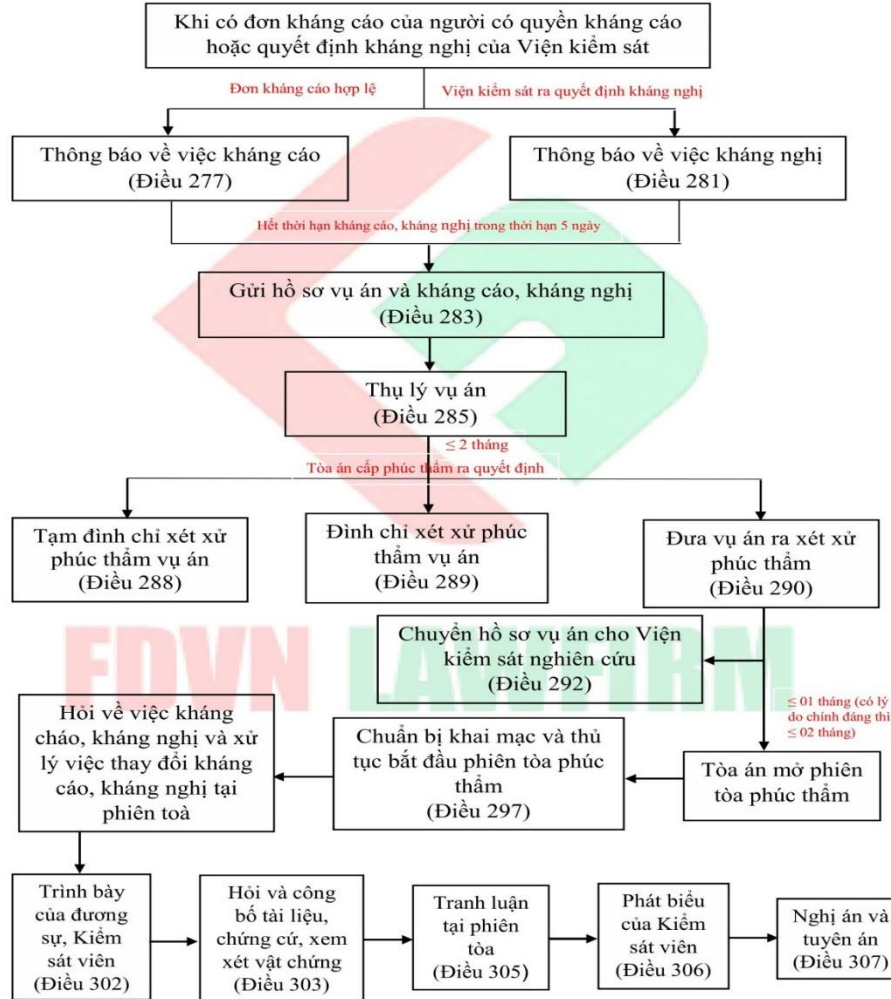 Khi có đơn kháng cáo của người có quyền kháng cáo
hoặc quyết định kháng nghị của Viện kiểm sát
Đơn kháng cáo hợp lệ
Viện kiểm sát ra quyết định kháng nghị
Thông báo về việc kháng cáo
(Điều 277)
Thông báo về việc kháng nghị
(Điều 281)
Hết thời hạn kháng cáo, kháng nghị trong thời hạn 5 ngày
Gửi hồ sơ vụ án và kháng cáo, kháng nghị
(Điều 283)
Thụ lý vụ án
(Điều 285)
≤ 2 tháng
Tòa án cấp phúc thẩm ra quyết định
Tạm đình chỉ xét xử
phúc thẩm vụ án
(Điều 288)
Đình chỉ xét xử phúc
thẩm vụ án
(Điều 289)
Đưa vụ án ra xét xử
phúc thẩm
(Điều 290)
Chuyển hồ sơ vụ án cho Viện
kiểm sát nghiên cứu
(Điều 292)
FDVN LAWFIRM
≤ 01 tháng (có lý
do chính đáng thì
≤ 02 tháng)
Tòa án mở phiên
tòa phúc thẩm
Chuẩn bị khai mạc và thủ
tục bắt đầu phiên tòa phúc
thẩm
(Điều 297)
Hỏi về việc kháng
cháo, kháng nghị và xử
lý việc thay đổi kháng
cáo, kháng nghị tại
phiên toà
Trình bày
của đương
sự, Kiểm
sát viên
(Điều 302)
Hỏi và công
bố tài liệu,
chứng cứ, xem
xét vật chứng
(Điều 303)
Tranh luận
tại phiên
tòa
(Điều 305)
Phát biểu
của Kiểm
sát viên
(Điều 306)
Nghị án và
tuyên án
(Điều 307)